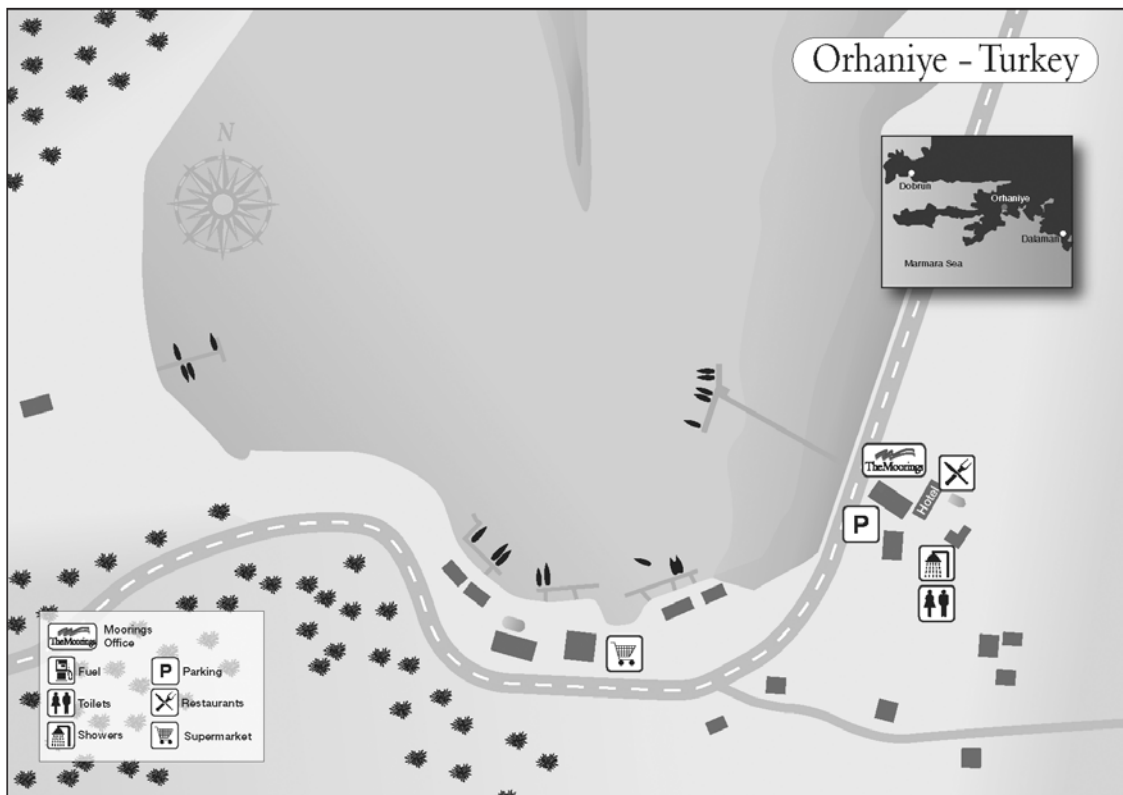 Orhaniye - Turkey
N
Dobrun
Orhaniye
Dalaman
Marmara Sea
TheMoorings
Hotel
P
TheMoorings
Moorings
Office
Fuel
P
Parking
Toilets
Restaurants
Showers
Supermarket